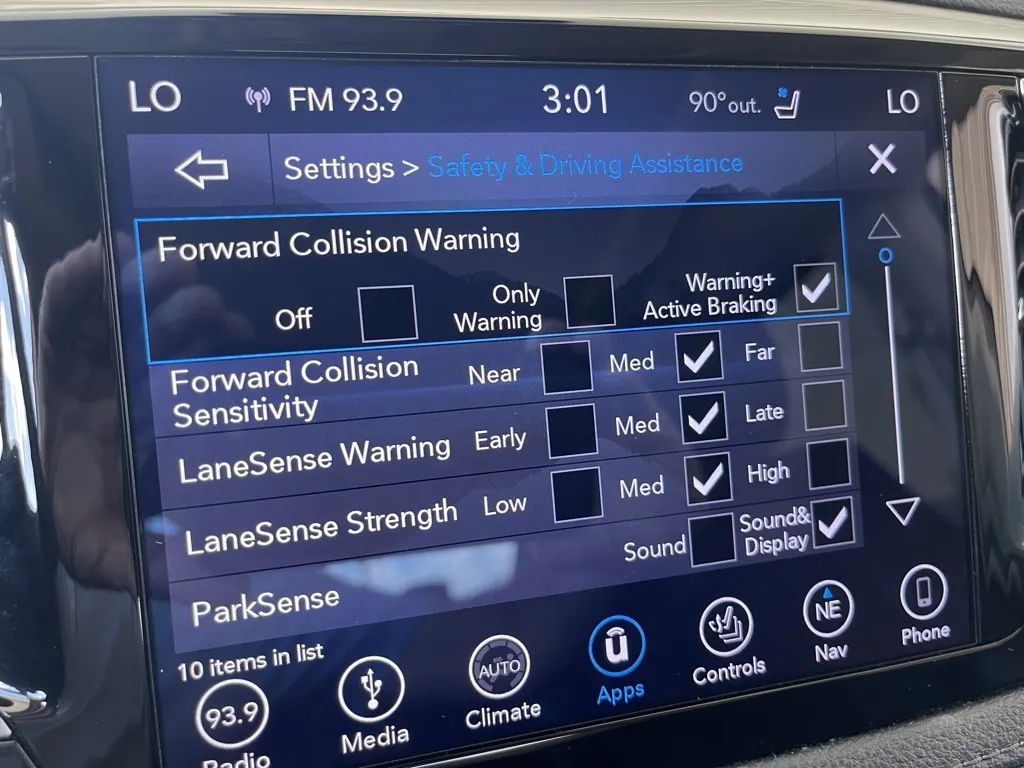 LO FM 93.9 3:01 90° out. LO
Settings > Safety & Driving Assistance X
Forward Collision Warning
Off Only Warning Warning+ Active Braking
Forward Collision Sensitivity Near Med Far
LaneSense Warning Early Med Late
LaneSense Strength Low Med High
ParkSense Sound Sound& Display
10 items in list
93.9 AUTO u NE
Radio Media Climate Apps Controls Nav Phone